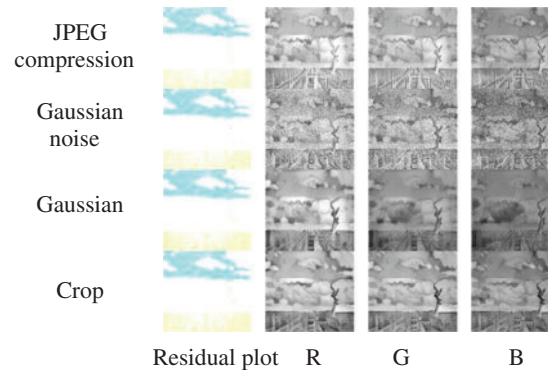 JPEG
compression
Gaussian
noise
Gaussian
Crop
Residual plot R G B